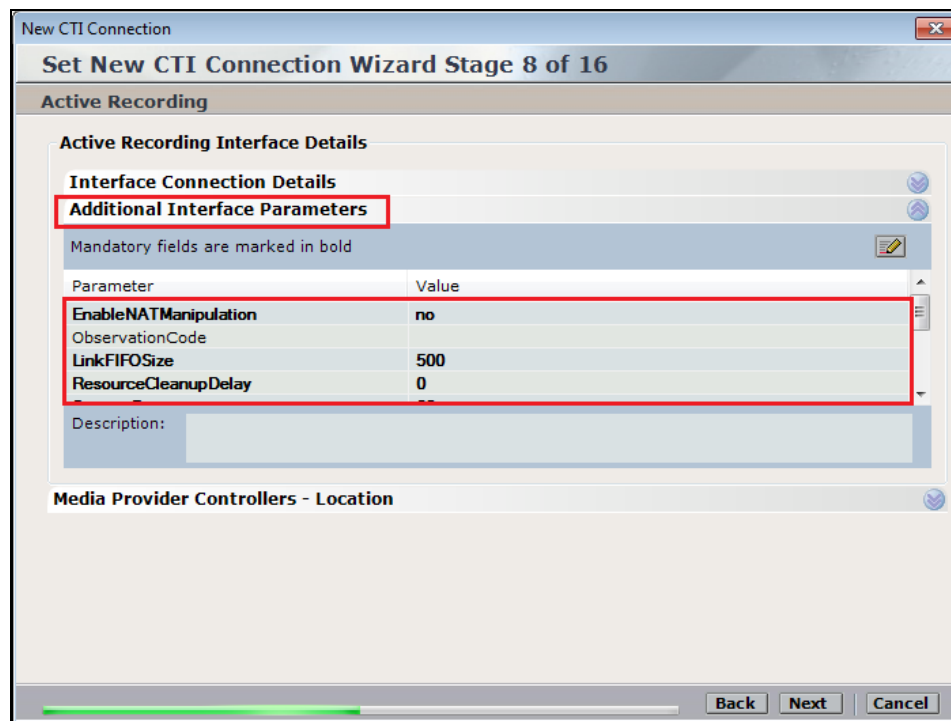 New CTI Connection
Set New CTI Connection Wizard Stage 8 of 16
Active Recording
Active Recording Interface Details
Interface Connection Details
Additional Interface Parameters
Mandatory fields are marked in bold
Parameter Value
EnableNATManipulation no
ObservationCode
LinkFIFOSize 500
ResourceCleanupDelay 0
Description:
Media Provider Controllers - Location
Back Next Cancel